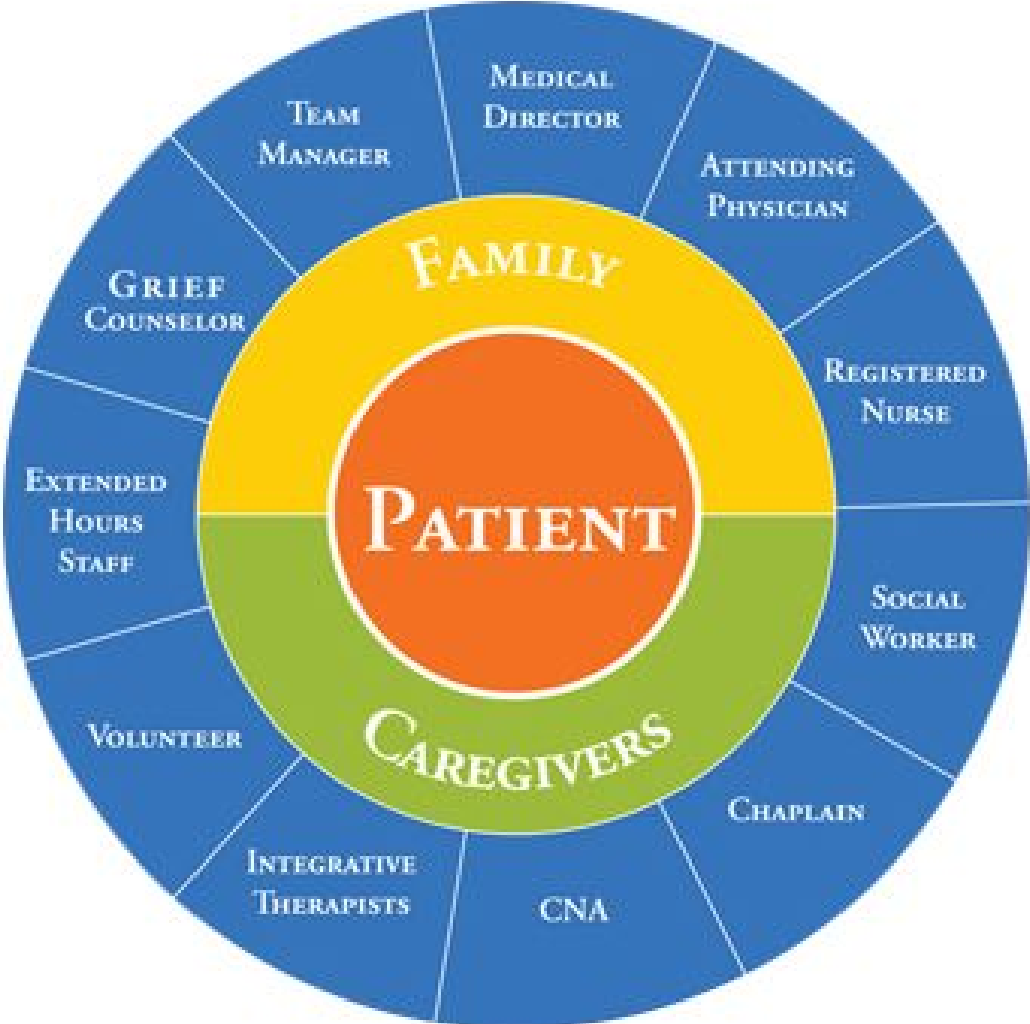 MEDICAL
DIRECTOR
ATTENDING
PHYSICIAN
REGISTERED
NURSE
SOCIAL
WORKER
CHAPLAIN
CNA
INTEGRATIVE
THERAPISTS
VOLUNTEER
EXTENDED
HOURS
STAFF
GRIEF
COUNSELOR
TEAM
MANAGER
FAMILY
PATIENT
CAREGIVERS